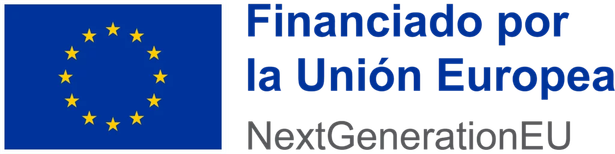 Financiado por
la Unión Europea
NextGenerationEU